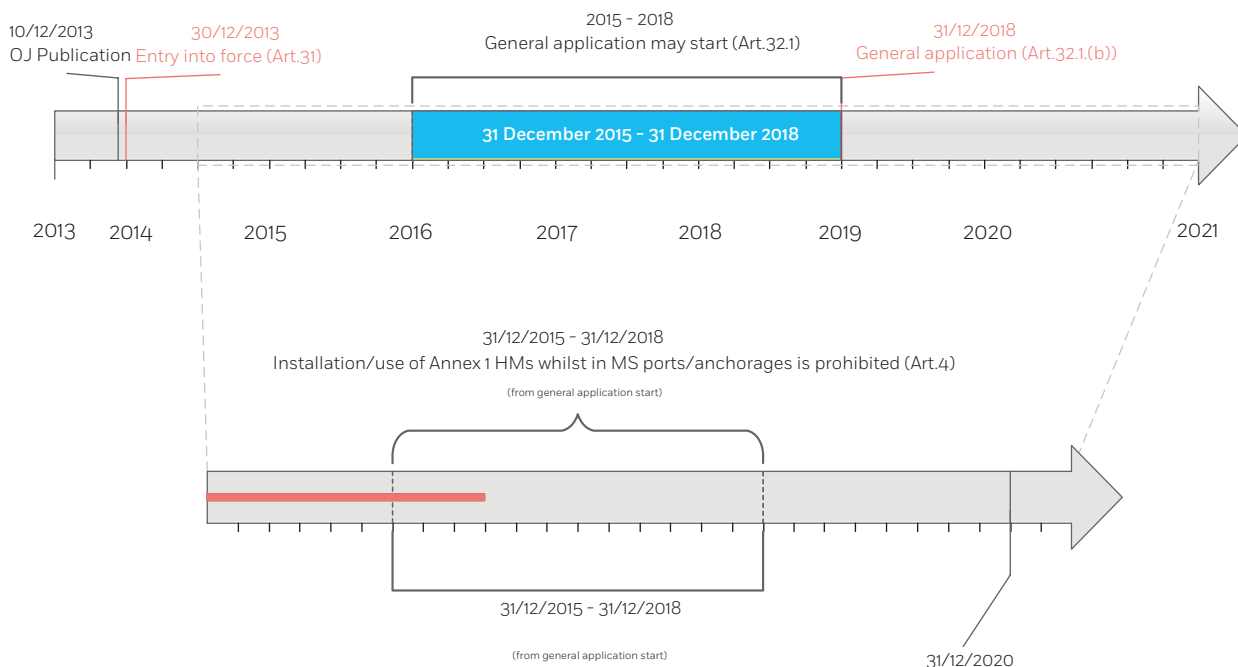 10/12/2013
OJ Publication
30/12/2013
Entry into force (Art.31)
2015 - 2018
General application may start (Art.32.1)
31/12/2018
General application (Art.32.1.(b))
31 December 2015 - 31 December 2018
2013
2014
2015
2016
2017
2018
2019
2020
2021
31/12/2015 - 31/12/2018
Installation/use of Annex 1 HMs whilst in MS ports/anchorages is prohibited (Art.4)
(from general application start)
31/12/2015 - 31/12/2018
(from general application start)
31/12/2020